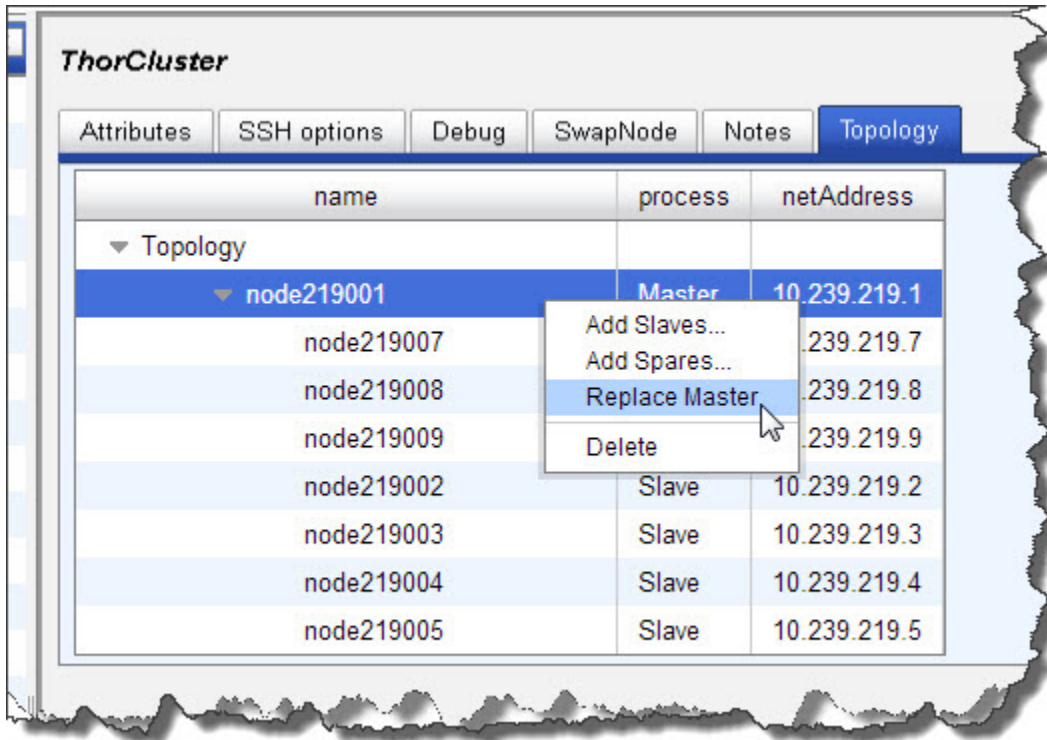 ThorCluster
Attributes SSH options Debug SwapNode Notes Topology
name process netAddress
Topology
node219001 Master 10.239.219.1
Add Slaves...
node219007 .239.219.7
Add Spares...
node219008 Replace Master .239.219.8
node219009 Delete .239.219.9
node219002 Slave 10.239.219.2
node219003 Slave 10.239.219.3
node219004 Slave 10.239.219.4
node219005 Slave 10.239.219.5